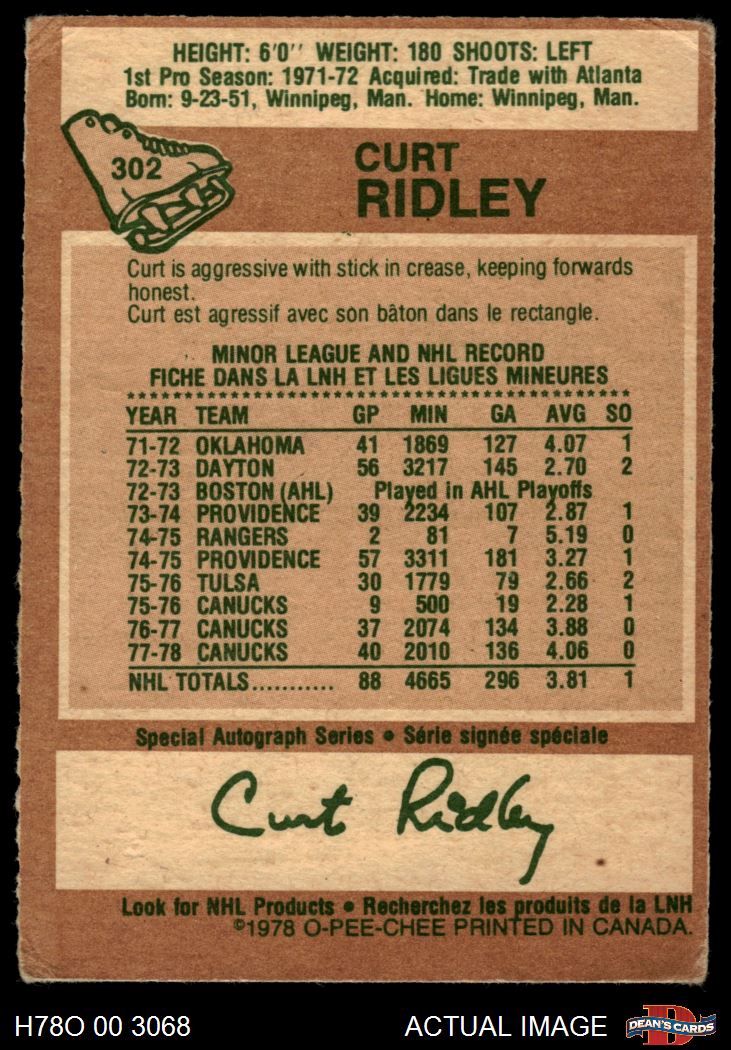 HEIGHT: 6'0'' WEIGHT: 180 SHOOTS: LEFT
1st Pro Season: 1971-72 Acquired: Trade with Atlanta
Born: 9-23-51, Winnipeg, Man. Home: Winnipeg, Man.
302
CURT
RIDLEY
Curt is aggressive with stick in crease, keeping forwards
honest.
Curt est agressif avec son bâton dans le rectangle.
MINOR LEAGUE AND NHL RECORD
FICHE DANS LA LNH ET LES LIGUES MINEURES
YEAR TEAM GP MIN GA AVG SO
71-72 OKLAHOMA 41 1869 127 4.07 1
72-73 DAYTON 56 3217 145 2.70 2
72-73 BOSTON (AHL) Played in AHL Playoffs
73-74 PROVIDENCE 39 2234 107 2.87 1
74-75 RANGERS 2 81 7 5.19 0
74-75 PROVIDENCE 57 3311 181 3.27 1
75-76 TULSA 30 1779 79 2.66 2
75-76 CANUCKS 9 500 19 2.28 1
76-77 CANUCKS 37 2074 134 3.88 0
77-78 CANUCKS 40 2010 136 4.06 0
NHL TOTALS........... 88 4665 296 3.81 1
Special Autograph Series • Série signée spéciale
Curt Ridley
Look for NHL Products • Recherchez les produits de la LNH
©1978 O-PEE-CHEE PRINTED IN CANADA.
H78O 00 3068 ACTUAL IMAGE D DEAN'S CARDS